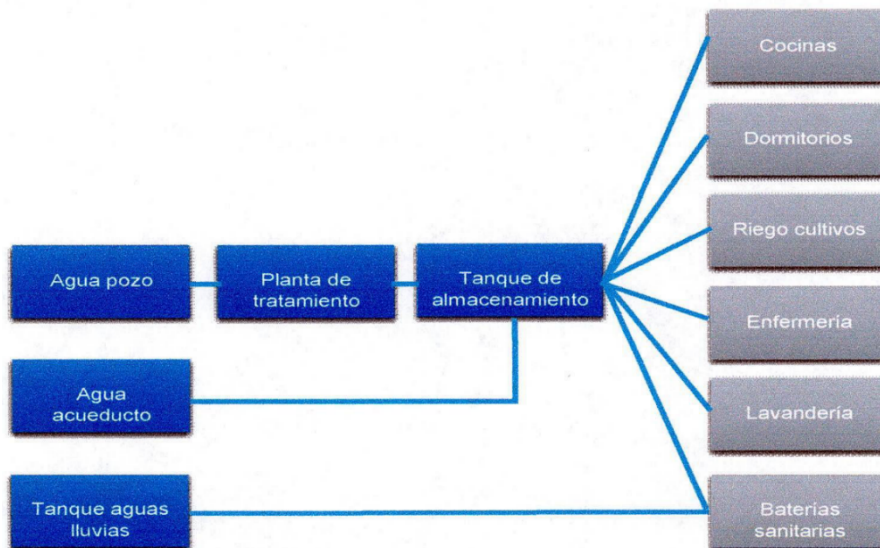 Cocinas
Dormitorios
Riego cultivos
Agua pozo
Planta de
tratamiento
Tanque de
almacenamiento
Enfermería
Agua
acueducto
Lavandería
Tanque aguas
lluvias
Baterías
sanitarias